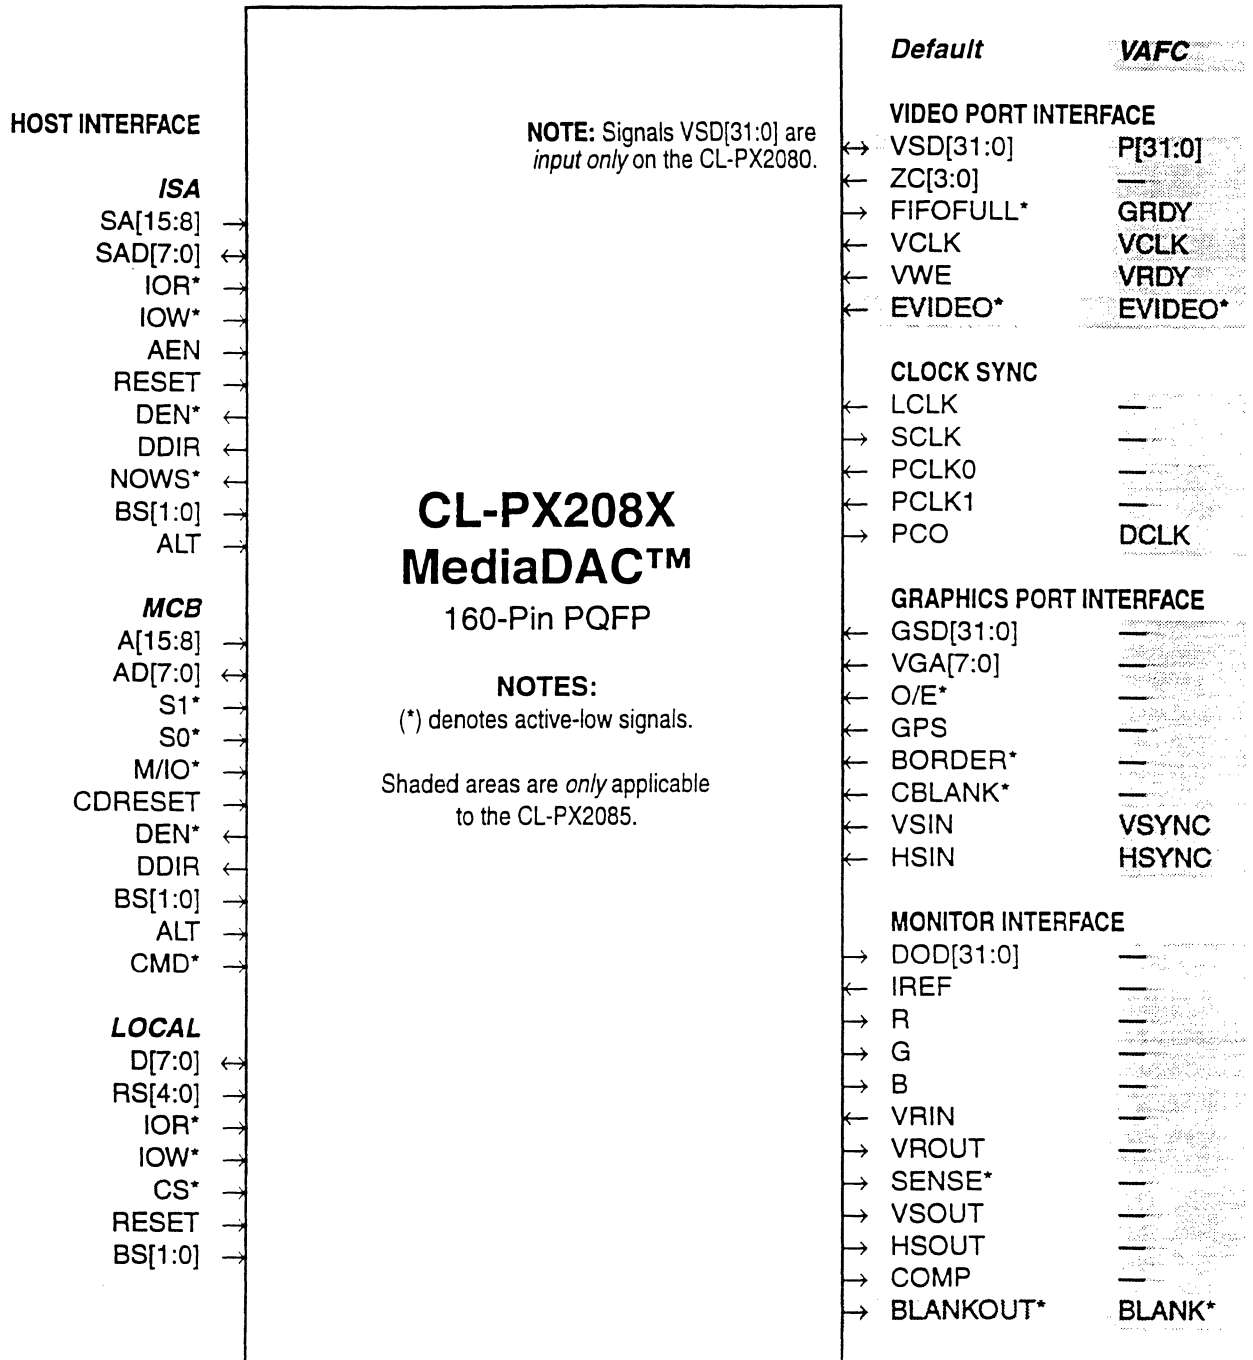 HOST INTERFACE
ISA
SA[15:8]
SAD[7:0]
IOR*
IOW*
AEN
RESET
DEN*
DDIR
NOWS*
BS[1:0]
ALT
MCB
A[15:8]
AD[7:0]
S1*
S0*
M/IO*
CDRESET
DEN*
DDIR
BS[1:0]
ALT
CMD*
LOCAL
D[7:0]
RS[4:0]
IOR*
IOW*
CS*
RESET
BS[1:0]
NOTE: Signals VSD[31:0] are
input only on the CL-PX2080.
CL-PX208X
MediaDAC™
160-Pin PQFP
NOTES:
(*) denotes active-low signals.
Shaded areas are only applicable
to the CL-PX2085.
Default VAFC
VIDEO PORT INTERFACE
VSD[31:0] P[31:0]
ZC[3:0] —
FIFOFULL* GRDY
VCLK VCLK
VWE VRDY
EVIDEO* EVIDEO*
CLOCK SYNC
LCLK —
SCLK —
PCLK0 —
PCLK1 —
PCO DCLK
GRAPHICS PORT INTERFACE
GSD[31:0] —
VGA[7:0] —
O/E* —
GPS —
BORDER* —
CBLANK* —
VSIN VSYNC
HSIN HSYNC
MONITOR INTERFACE
DOD[31:0] —
IREF —
R —
G —
B —
VRIN —
VROUT —
SENSE* —
VSOUT —
HSOUT —
COMP —
BLANKOUT* BLANK*